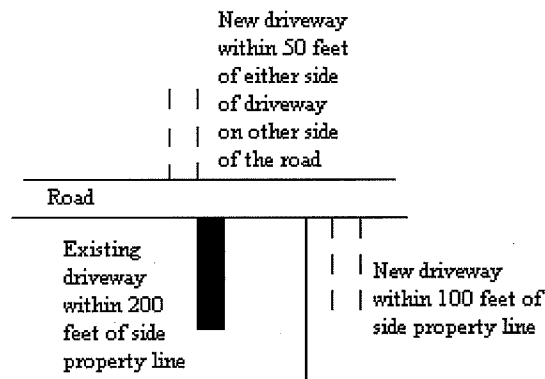 New driveway
within 50 feet
of either side
of driveway
on other side
of the road
Road
Existing
driveway
within 200
feet of side
property line
New driveway
within 100 feet of
side property line